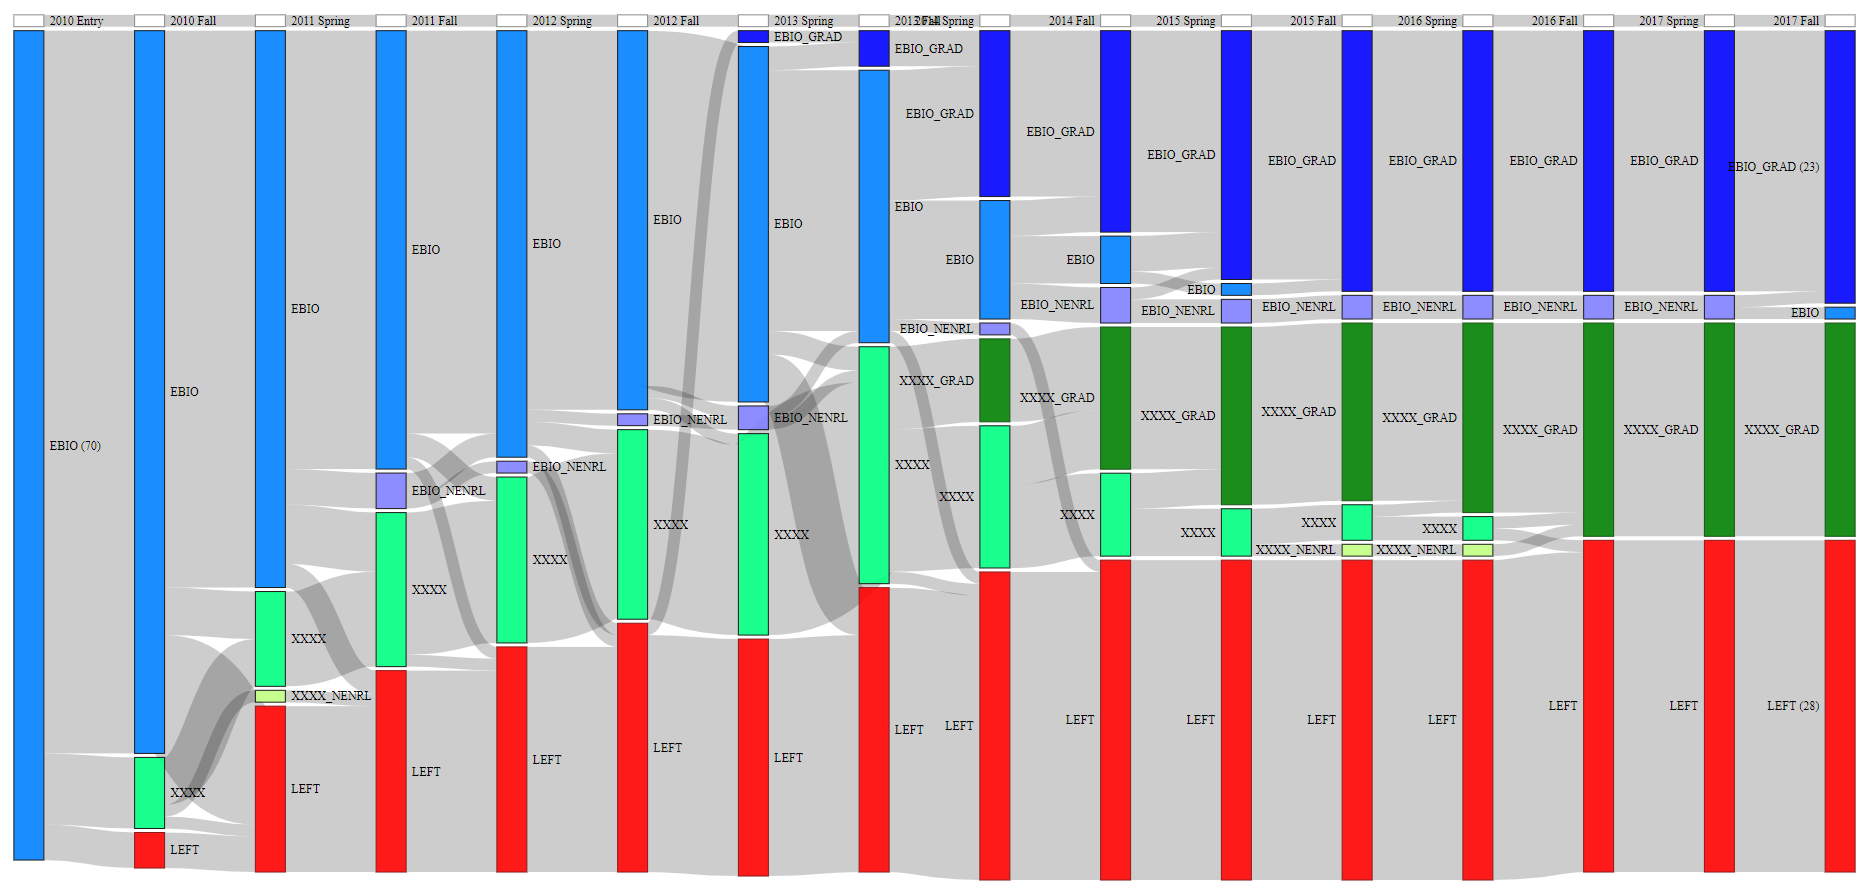 2010 Entry
2010 Fall
2011 Spring
2011 Fall
2012 Spring
2012 Fall
2013 Spring
2013 Fall
2014 Spring
2014 Fall
2015 Spring
2015 Fall
2016 Spring
2016 Fall
2017 Spring
2017 Fall
EBIO (70)
EBIO
XXXX
LEFT
EBIO
XXXX
XXXX_NENRL
LEFT
EBIO
EBIO_NENRL
XXXX
LEFT
EBIO
EBIO_NENRL
XXXX
LEFT
EBIO
EBIO_NENRL
XXXX
LEFT
EBIO_GRAD
EBIO
EBIO_NENRL
XXXX
LEFT
EBIO_GRAD
EBIO
XXXX
LEFT
EBIO_GRAD
EBIO
EBIO_NENRL
XXXX_GRAD
XXXX
LEFT
EBIO_GRAD
EBIO
EBIO_NENRL
XXXX_GRAD
XXXX
LEFT
EBIO_GRAD
EBIO
EBIO_NENRL
XXXX_GRAD
XXXX
LEFT
EBIO_GRAD
EBIO_NENRL
XXXX_GRAD
XXXX
XXXX_NENRL
LEFT
EBIO_GRAD
EBIO_NENRL
XXXX_GRAD
XXXX
XXXX_NENRL
LEFT
EBIO_GRAD
EBIO_NENRL
XXXX_GRAD
LEFT
EBIO_GRAD
EBIO_NENRL
XXXX_GRAD
LEFT
EBIO_GRAD (23)
EBIO
XXXX_GRAD
LEFT (28)